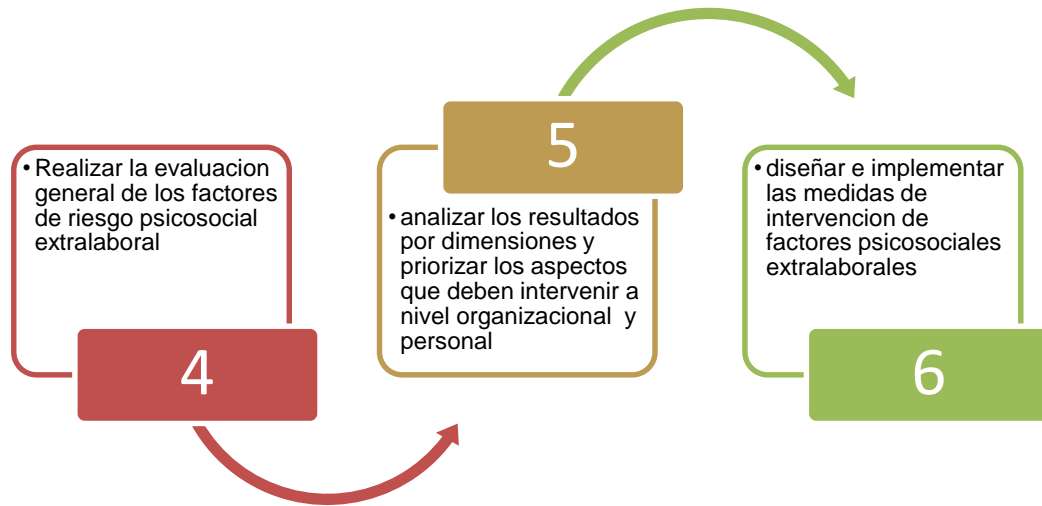 • Realizar la evaluacion
general de los factores
de riesgo psicosocial
extralaboral
4
5
• analizar los resultados
por dimensiones y
priorizar los aspectos
que deben intervenir a
nivel organizacional y
personal
• diseñar e implementar
las medidas de
intervencion de
factores psicosociales
extralaborales
6